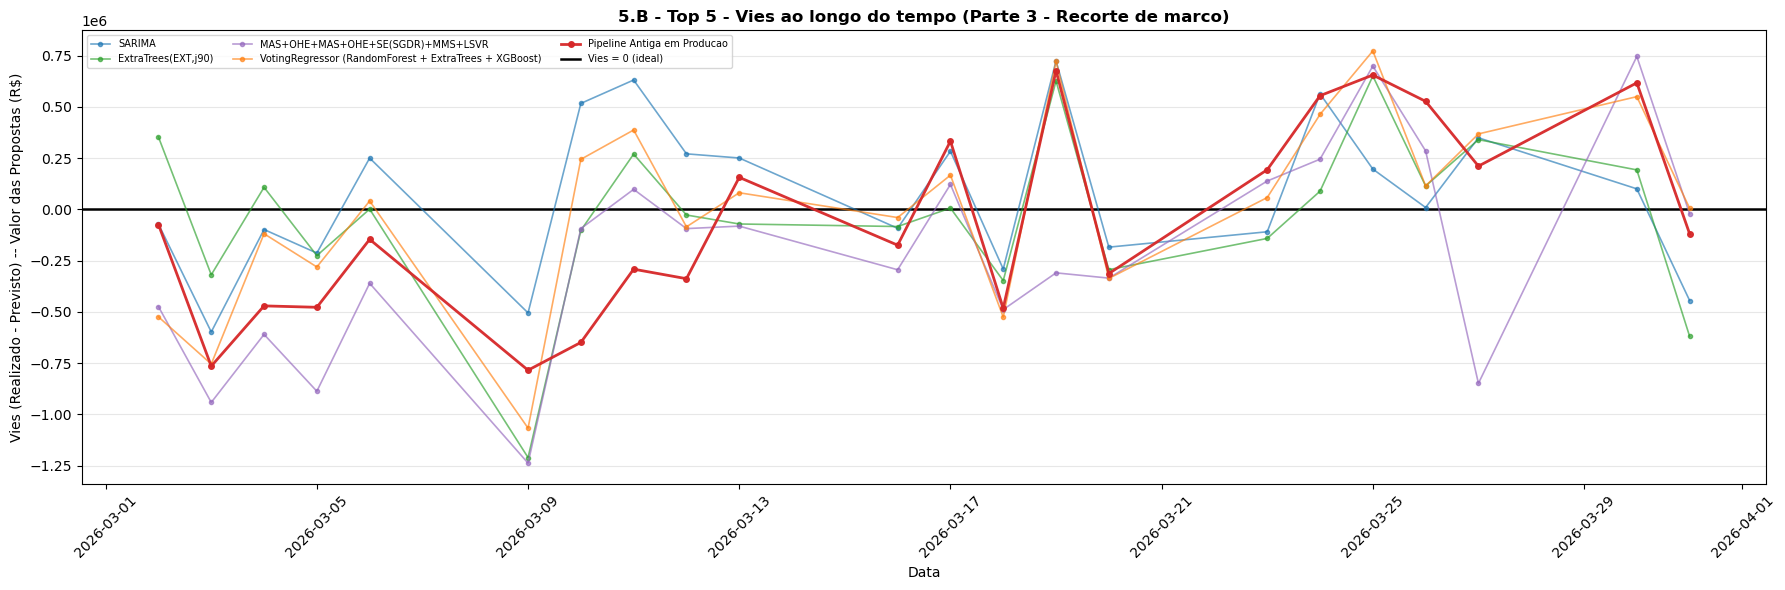 5.B - Top 5 - Vies ao longo do tempo (Parte 3 - Recorte de marco)
1e6
SARIMA
ExtraTrees(EXT,J90)
MAS+OHE+MAS+OHE+SE(SGDR)+MMS+LSVR
VotingRegressor (RandomForest + ExtraTrees + XGBoost)
Pipeline Antiga em Producao
Vies = 0 (ideal)
Vies (Realizado - Previsto) -- Valor das Propostas (R$)
0.75
0.50
0.25
0.00
−0.25
−0.50
−0.75
−1.00
−1.25
2026-03-01
2026-03-05
2026-03-09
2026-03-13
2026-03-17
2026-03-21
2026-03-25
2026-03-29
2026-04-01
Data